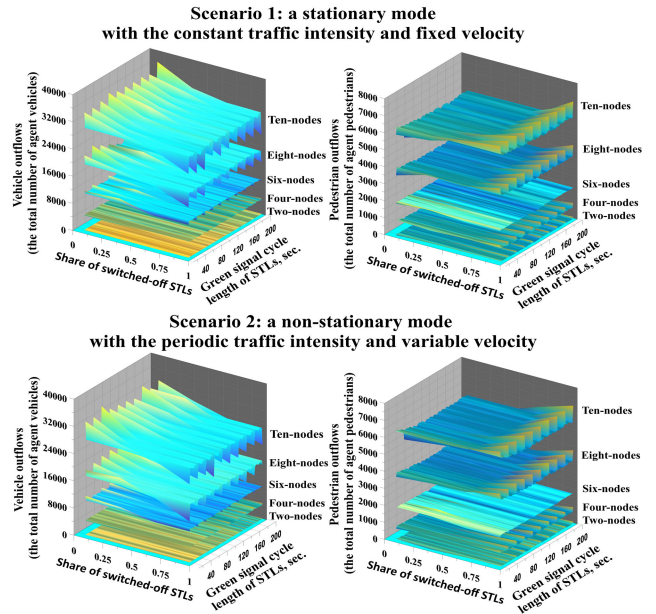 Scenario 1: a stationary mode
with the constant traffic intensity and fixed velocity
Vehicle outflows
(the total number of agent vehicles)
40000
32000
24000
16000
8000
0
0
0.25
0.5
0.75
1
Share of switched-off STLs
40
80
120
160
200
Green signal cycle
length of STLs, sec.
Ten-nodes
Eight-nodes
Six-nodes
Four-nodes
Two-nodes
Pedestrian outflows
(the total number of agent pedestrians)
8000
7000
6000
5000
4000
3000
2000
1000
0
0
0.25
0.5
0.75
1
Share of switched-off STLs
40
80
120
160
200
Green signal cycle
length of STLs, sec.
Ten-nodes
Eight-nodes
Six-nodes
Four-nodes
Two-nodes
Scenario 2: a non-stationary mode
with the periodic traffic intensity and variable velocity
Vehicle outflows
(the total number of agent vehicles)
40000
32000
24000
16000
8000
0
0
0.25
0.5
0.75
1
Share of switched-off STLs
40
80
120
160
200
Green signal cycle
length of STLs, sec.
Ten-nodes
Eight-nodes
Six-nodes
Four-nodes
Two-nodes
Pedestrian outflows
(the total number of agent pedestrians)
8000
7000
6000
5000
4000
3000
2000
1000
0
0
0.25
0.5
0.75
1
Share of switched-off STLs
40
80
120
160
200
Green signal cycle
length of STLs, sec.
Ten-nodes
Eight-nodes
Six-nodes
Four-nodes
Two-nodes